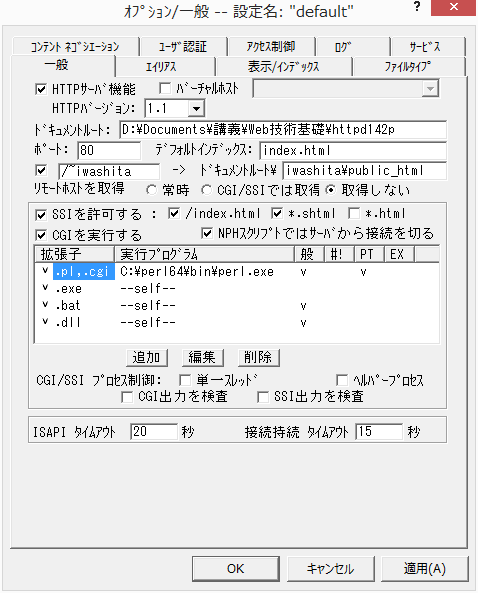 オプション/一般 -- 設定名: "default"
? ×
コンテント ネゴシエーション ユーザ認証 アクセス制御 ログ サービス
一般 エイリアス 表示/インデックス ファイルタイプ
HTTPサーバ機能 バーチャルホスト
HTTPバージョン: 1.1
ドキュメントルート: D:¥Documents¥講義¥Web技術基礎¥httpd142p
ポート: 80 デフォルトインデックス: index.html
/~iwashita -> ドキュメントルート¥ iwashita¥public_html
リモートホストを取得 常時 CGI/SSIでは取得 取得しない
SSIを許可する : /index.html *.shtml *.html
CGIを実行する NPHスクリプトではサーバから接続を切る
拡張子 実行プログラム 般 #! PT EX
v .pl,.cgi C:¥perl64¥bin¥perl.exe v v
v .exe --self--
v .bat --self-- v
v .dll --self-- v
追加 編集 削除
CGI/SSI プロセス制御: 単一スレッド ヘルパープロセス
CGI出力を検査 SSI出力を検査
ISAPI タイムアウト 20 秒 接続持続 タイムアウト 15 秒
OK キャンセル 適用(A)